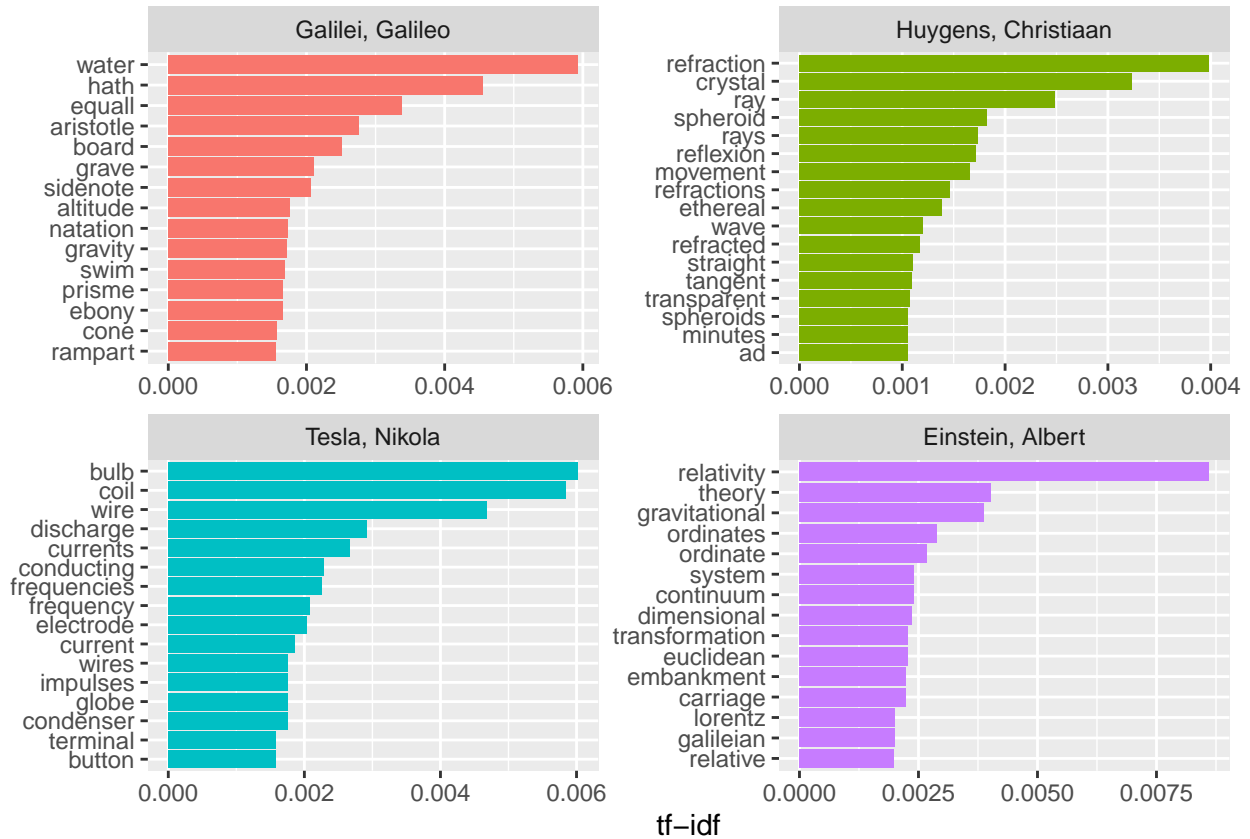 Galilei, Galileo
water
hath
equall
aristotle
board
grave
sidenote
altitude
natation
gravity
swim
prisme
ebony
cone
rampart
0.000 0.002 0.004 0.006
Huygens, Christiaan
refraction
crystal
ray
spheroid
rays
reflexion
movement
refractions
ethereal
wave
refracted
straight
tangent
transparent
spheroids
minutes
ad
0.000 0.001 0.002 0.003 0.004
Tesla, Nikola
bulb
coil
wire
discharge
currents
conducting
frequencies
frequency
electrode
current
wires
impulses
globe
condenser
terminal
button
0.000 0.002 0.004 0.006
Einstein, Albert
relativity
theory
gravitational
ordinates
ordinate
system
continuum
dimensional
transformation
euclidean
embankment
carriage
lorentz
galileian
relative
0.0000 0.0025 0.0050 0.0075
tf−idf